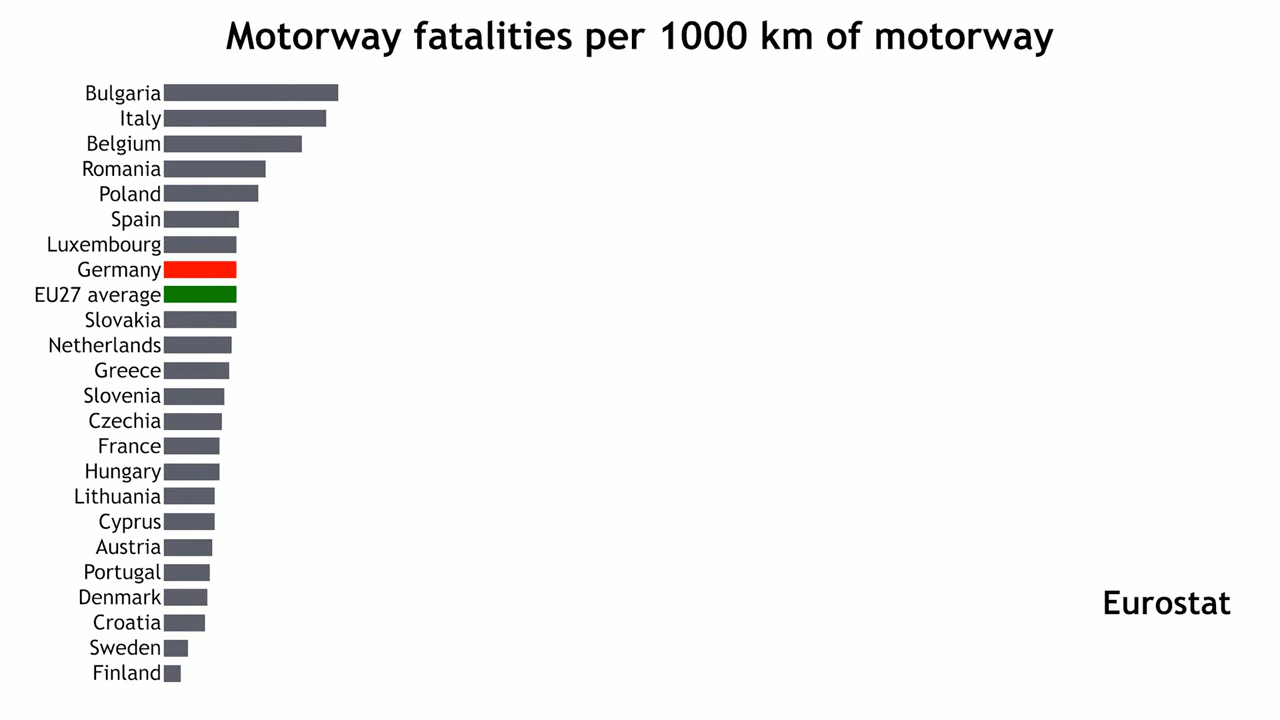 Motorway fatalities per 1000 km of motorway
Bulgaria
Italy
Belgium
Romania
Poland
Spain
Luxembourg
Germany
EU27 average
Slovakia
Netherlands
Greece
Slovenia
Czechia
France
Hungary
Lithuania
Cyprus
Austria
Portugal
Denmark
Croatia
Sweden
Finland
Eurostat